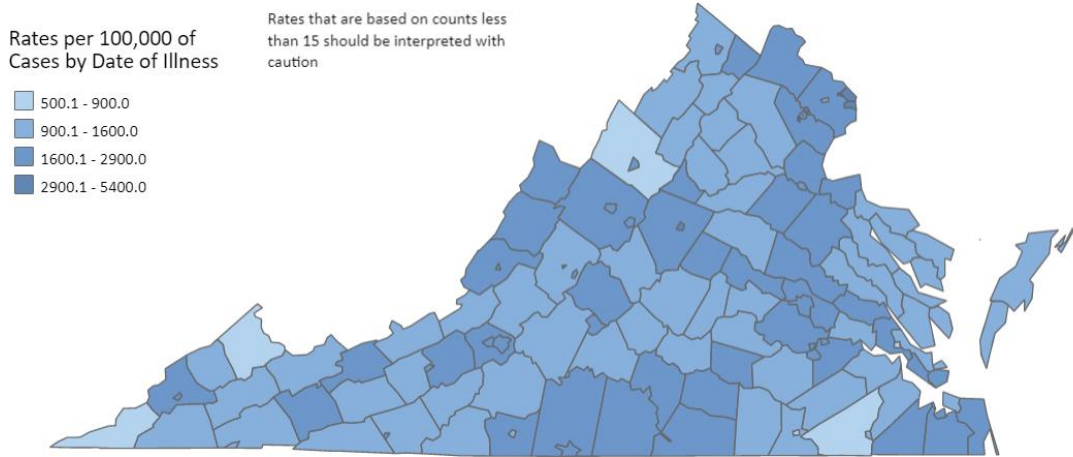 Rates per 100,000 of
Cases by Date of Illness
500.1 - 900.0
900.1 - 1600.0
1600.1 - 2900.0
2900.1 - 5400.0
Rates that are based on counts less
than 15 should be interpreted with
caution